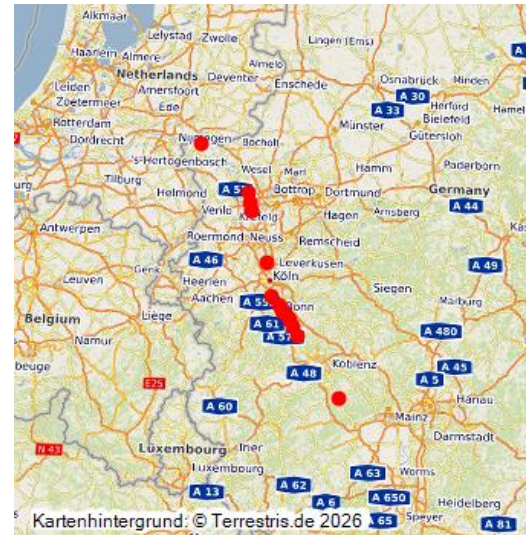 Alkmaar
Lelystad Zwolle
Lingen (Ems)
A 1
Haarlem Almere
Almelo
Osnabrück Minden
Netherlands Deventer
Enschede
A 30
Leiden Amersfoort
Zoetermeer
Herford Hamel
Ede
A 33
Bielefeld
Rotterdam
Münster
Gütersloh
Dordrecht
Nijmegen
Bocholt
's-Hertogenbosch
Paderborn
Wesel Marl
Hamm
Tilburg
Helmond
A 57
Bottrop Dortmund
Germany
Venlo Krefeld
Hagen Arnsberg
A 44
Antwerpen
Roermond Neuss Remscheid
A 46
Leverkusen
A 49
Genk
Heerlen
Köln
Leuven
Siegen
Aachen
Marburg
Bonn
Belgium
Liège
A 61
Namur
A 57
A 480
Koblenz
A 45
E25
A 48
A 5
Hanau
A 60
Mainz
Darmstadt
N 43
Luxembourg
Trier
Luxembourg
A 63
Worms
A 13
A 62
A 650
Heidelberg
A 6
A 65
Speyer
A 81
Kartenhintergrund: © Terrestris.de 2026